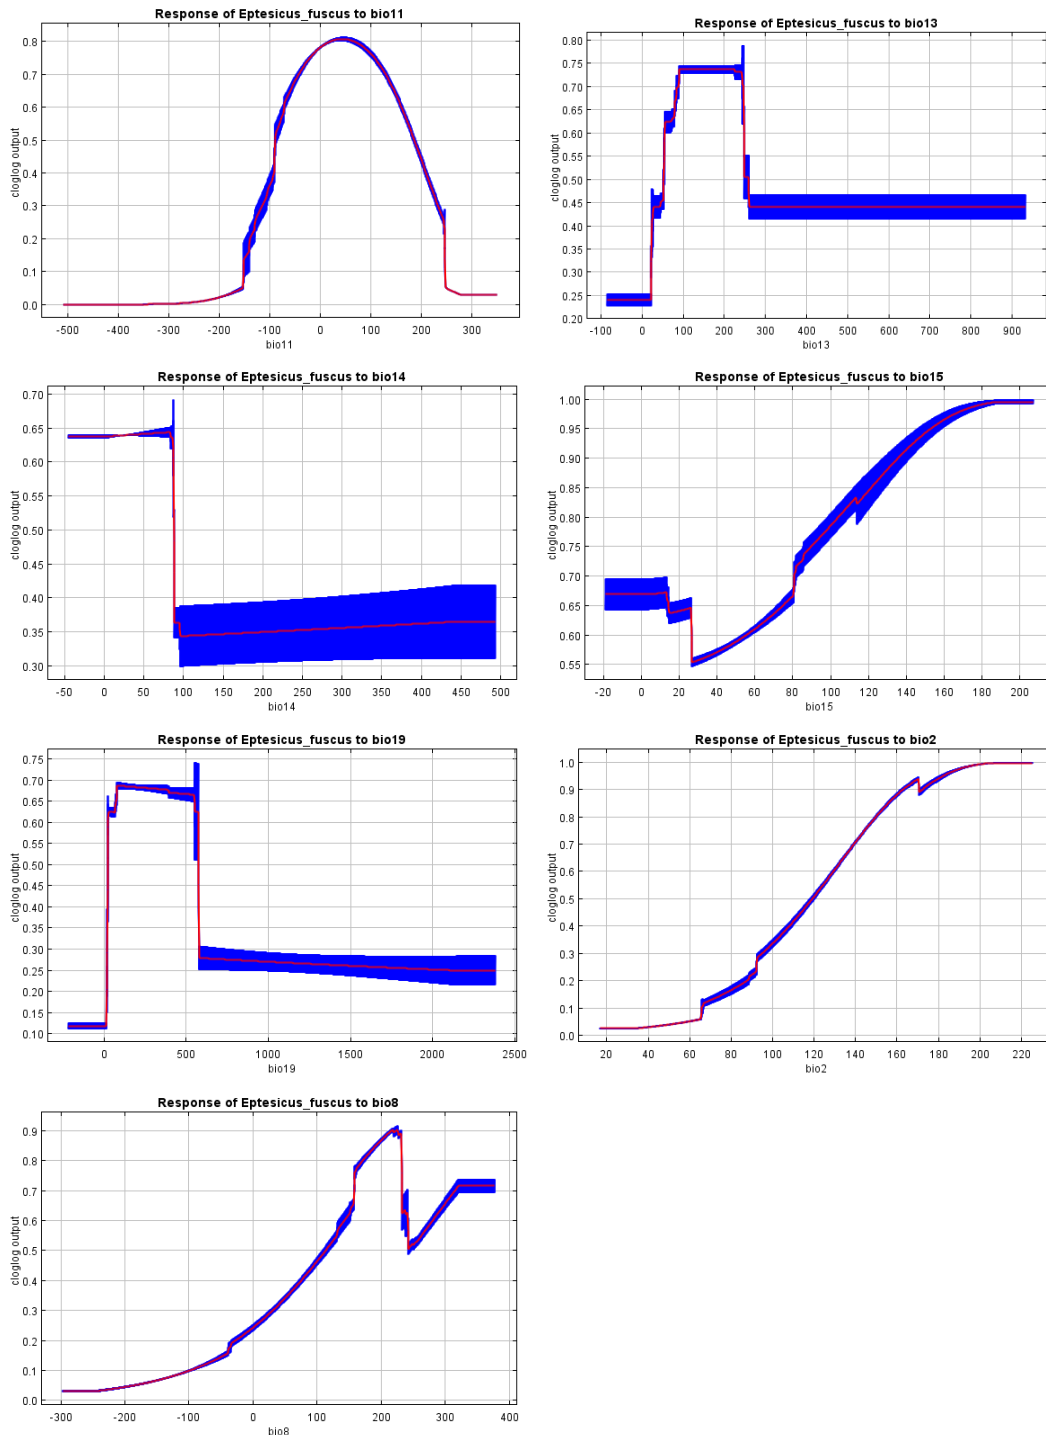 Response of Eptesicus_fuscus to bio11
cloglog output
0.8
0.7
0.6
0.5
0.4
0.3
0.2
0.1
0.0
-500 -400 -300 -200 -100 0 100 200 300
bio11
Response of Eptesicus_fuscus to bio13
cloglog output
0.80
0.75
0.70
0.65
0.60
0.55
0.50
0.45
0.40
0.35
0.30
0.25
0.20
-100 0 100 200 300 400 500 600 700 800 900
bio13
Response of Eptesicus_fuscus to bio14
cloglog output
0.70
0.65
0.60
0.55
0.50
0.45
0.40
0.35
0.30
-50 0 50 100 150 200 250 300 350 400 450 500
bio14
Response of Eptesicus_fuscus to bio15
cloglog output
1.00
0.95
0.90
0.85
0.80
0.75
0.70
0.65
0.60
0.55
-20 0 20 40 60 80 100 120 140 160 180 200
bio15
Response of Eptesicus_fuscus to bio19
cloglog output
0.75
0.70
0.65
0.60
0.55
0.50
0.45
0.40
0.35
0.30
0.25
0.20
0.15
0.10
0 500 1000 1500 2000 2500
bio19
Response of Eptesicus_fuscus to bio2
cloglog output
1.0
0.9
0.8
0.7
0.6
0.5
0.4
0.3
0.2
0.1
0.0
20 40 60 80 100 120 140 160 180 200 220
bio2
Response of Eptesicus_fuscus to bio8
cloglog output
0.9
0.8
0.7
0.6
0.5
0.4
0.3
0.2
0.1
0.0
-300 -200 -100 0 100 200 300 400
bio8